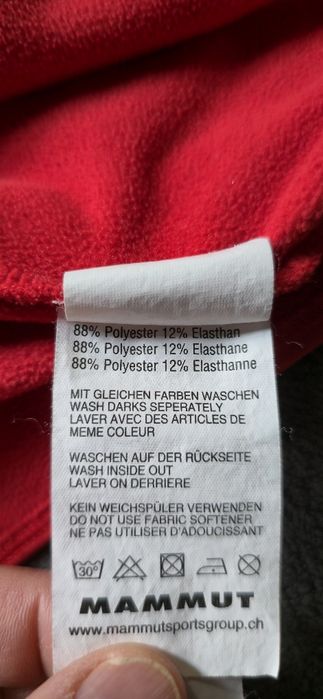 88% Polyester 12% Elasthan
88% Polyester 12% Elasthane
88% Polyester 12% Elasthanne
MIT GLEICHEN FARBEN WASCHEN
WASH DARKS SEPERATELY
LAVER AVEC DES ARTICLES DE
MEME COLEUR
WASCHEN AUF DER RÜCKSEITE
WASH INSIDE OUT
LAVER ON DERRIERE
KEIN WEICHSPÜLER VERWENDEN
DO NOT USE FABRIC SOFTENER
NE PAS UTILISER D'ADOUCISSANT
30°
MAMMUT
www.mammutsportsgroup.ch